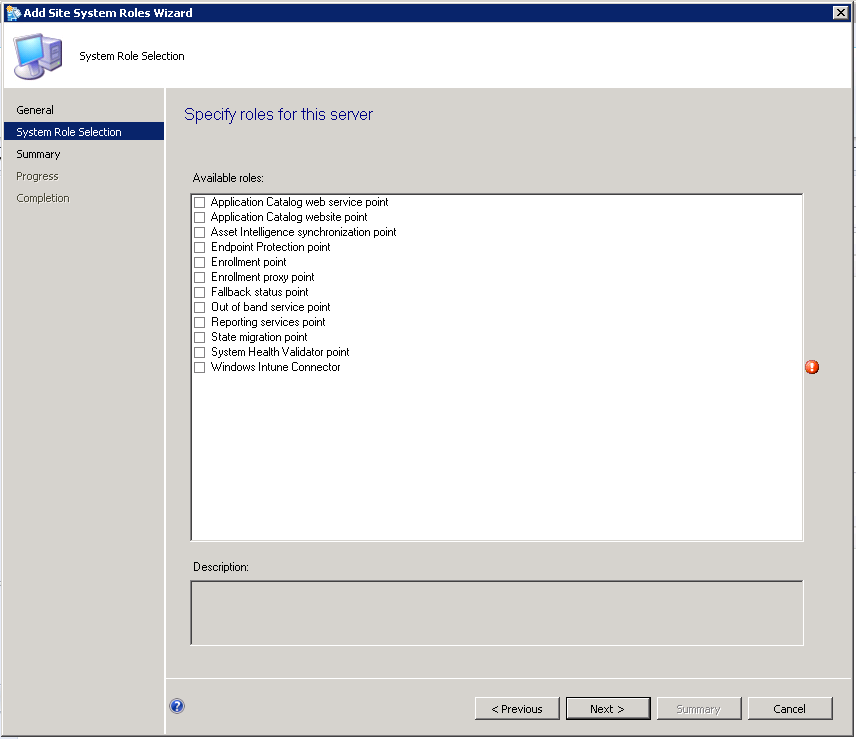 Add Site System Roles Wizard
System Role Selection
General
System Role Selection
Summary
Progress
Completion
Specify roles for this server
Available roles:
Application Catalog web service point
Application Catalog website point
Asset Intelligence synchronization point
Endpoint Protection point
Enrollment point
Enrollment proxy point
Fallback status point
Out of band service point
Reporting services point
State migration point
System Health Validator point
Windows Intune Connector
Description:
< Previous
Next >
Summary
Cancel